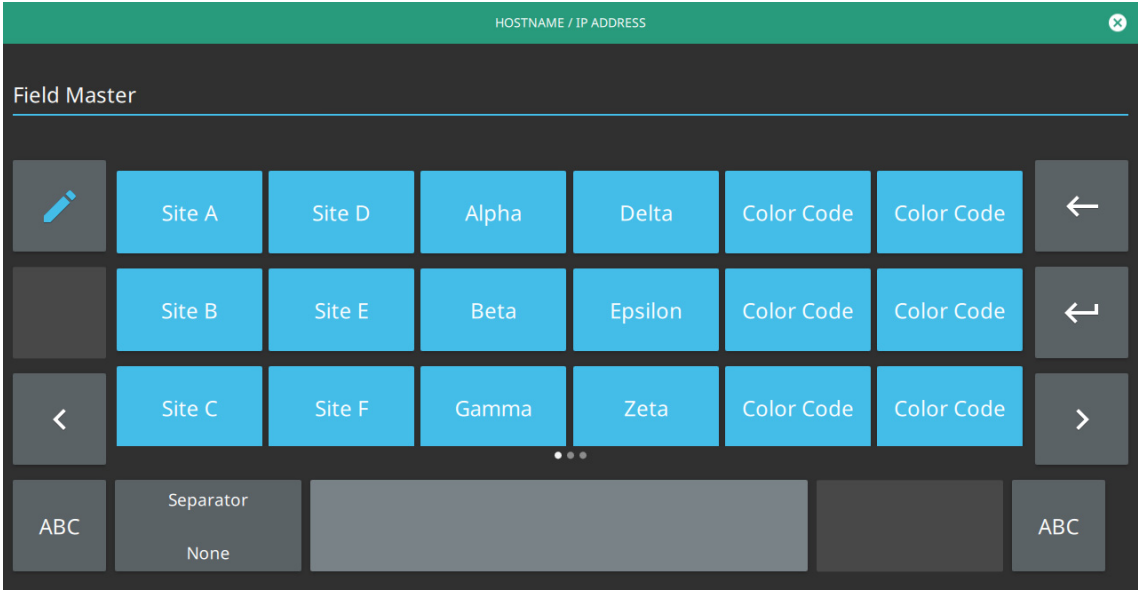 HOSTNAME / IP ADDRESS
Field Master
Site A Site D Alpha Delta Color Code Color Code
Site B Site E Beta Epsilon Color Code Color Code
Site C Site F Gamma Zeta Color Code Color Code
ABC Separator ABC
None